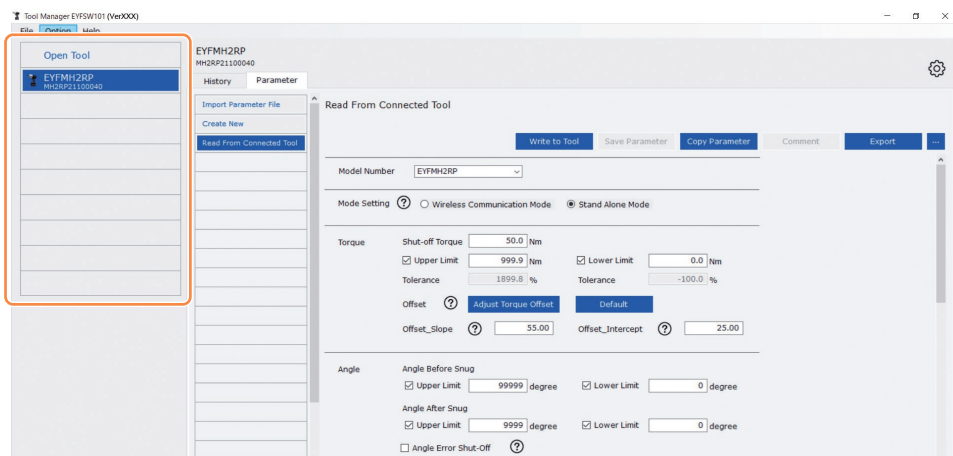 Tool Manager EYFSW101 (VerXXX)
File Option Help
Open Tool
EYFMH2RP
MH2RP21100040
EYFMH2RP
MH2RP21100040
History Parameter
Import Parameter File
Create New
Read From Connected Tool
Read From Connected Tool
Write to Tool Save Parameter Copy Parameter Comment Export ...
Model Number EYFMH2RP
Mode Setting ? Wireless Communication Mode Stand Alone Mode
Torque Shut-off Torque 50.0 Nm
Upper Limit 999.9 Nm Lower Limit 0.0 Nm
Tolerance 1899.8 % Tolerance -100.0 %
Offset ? Adjust Torque Offset Default
Offset_Slope ? 55.00 Offset_Intercept ? 25.00
Angle Angle Before Snug
Upper Limit 99999 degree Lower Limit 0 degree
Angle After Snug
Upper Limit 9999 degree Lower Limit 0 degree
Angle Error Shut-Off ?